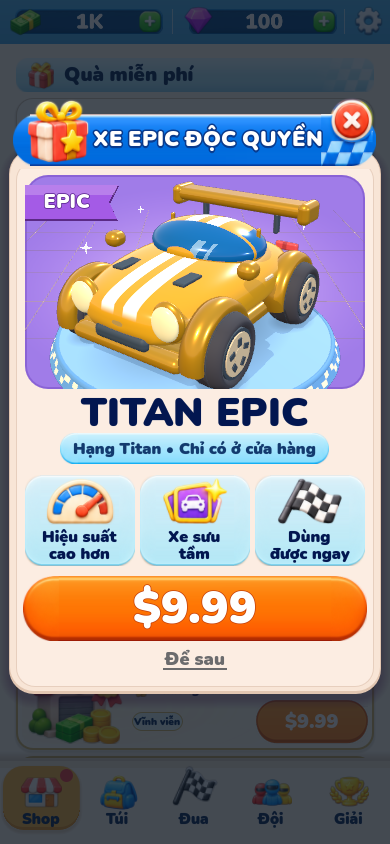 1K
100
Quà miễn phí
XE EPIC ĐỘC QUYỀN
EPIC
H
TITAN EPIC
Hạng Titan • Chỉ có ở cửa hàng
Hiệu suất
cao hơn
Xe sưu
tầm
Dùng
được ngay
$9.99
Để sau
Vĩnh viễn
$9.99
Shop
Túi
Đua
Đội
Giải